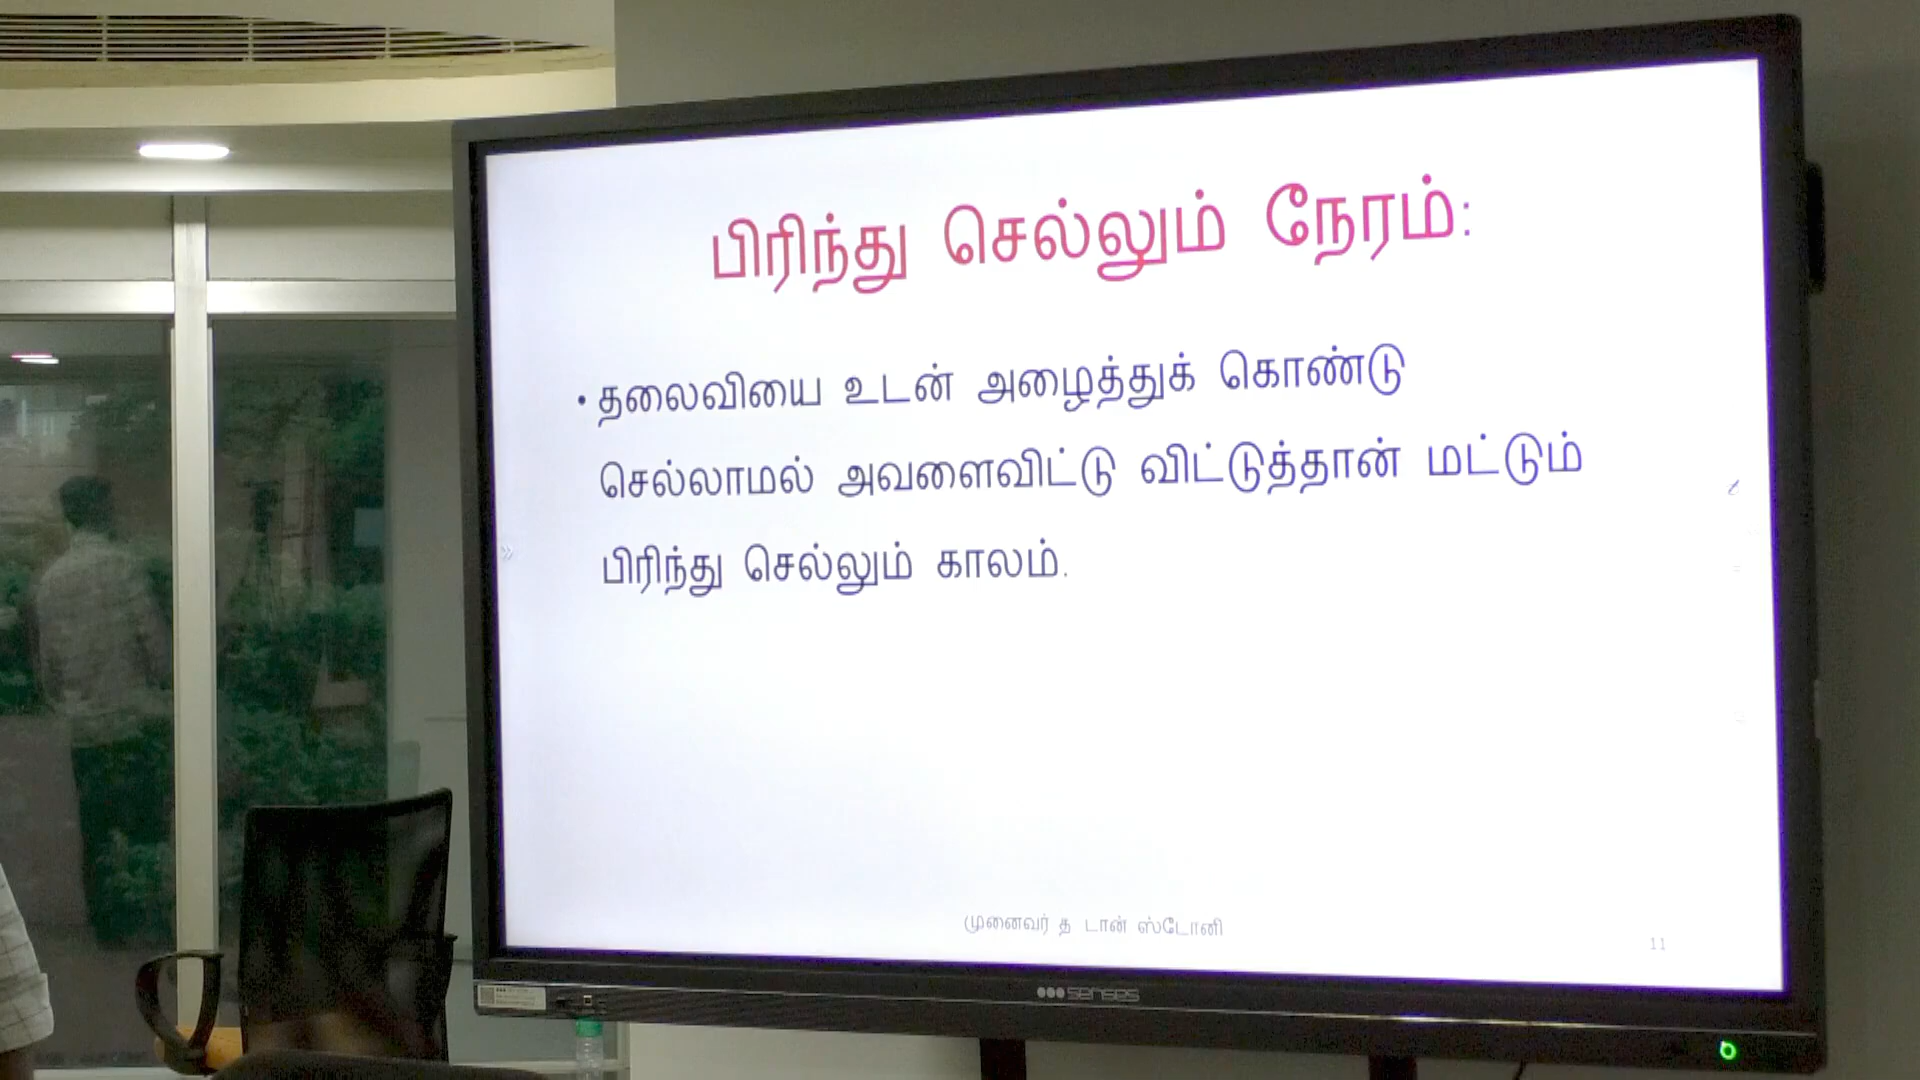 பிரிந்து செல்லும் நேரம்:
• தலைவியை உடன் அழைத்துக் கொண்டு
செல்லாமல் அவளைவிட்டு விட்டுத்தான் மட்டும்
பிரிந்து செல்லும் காலம்.
முனைவர் த டான் ஸ்டோனி
11
senses